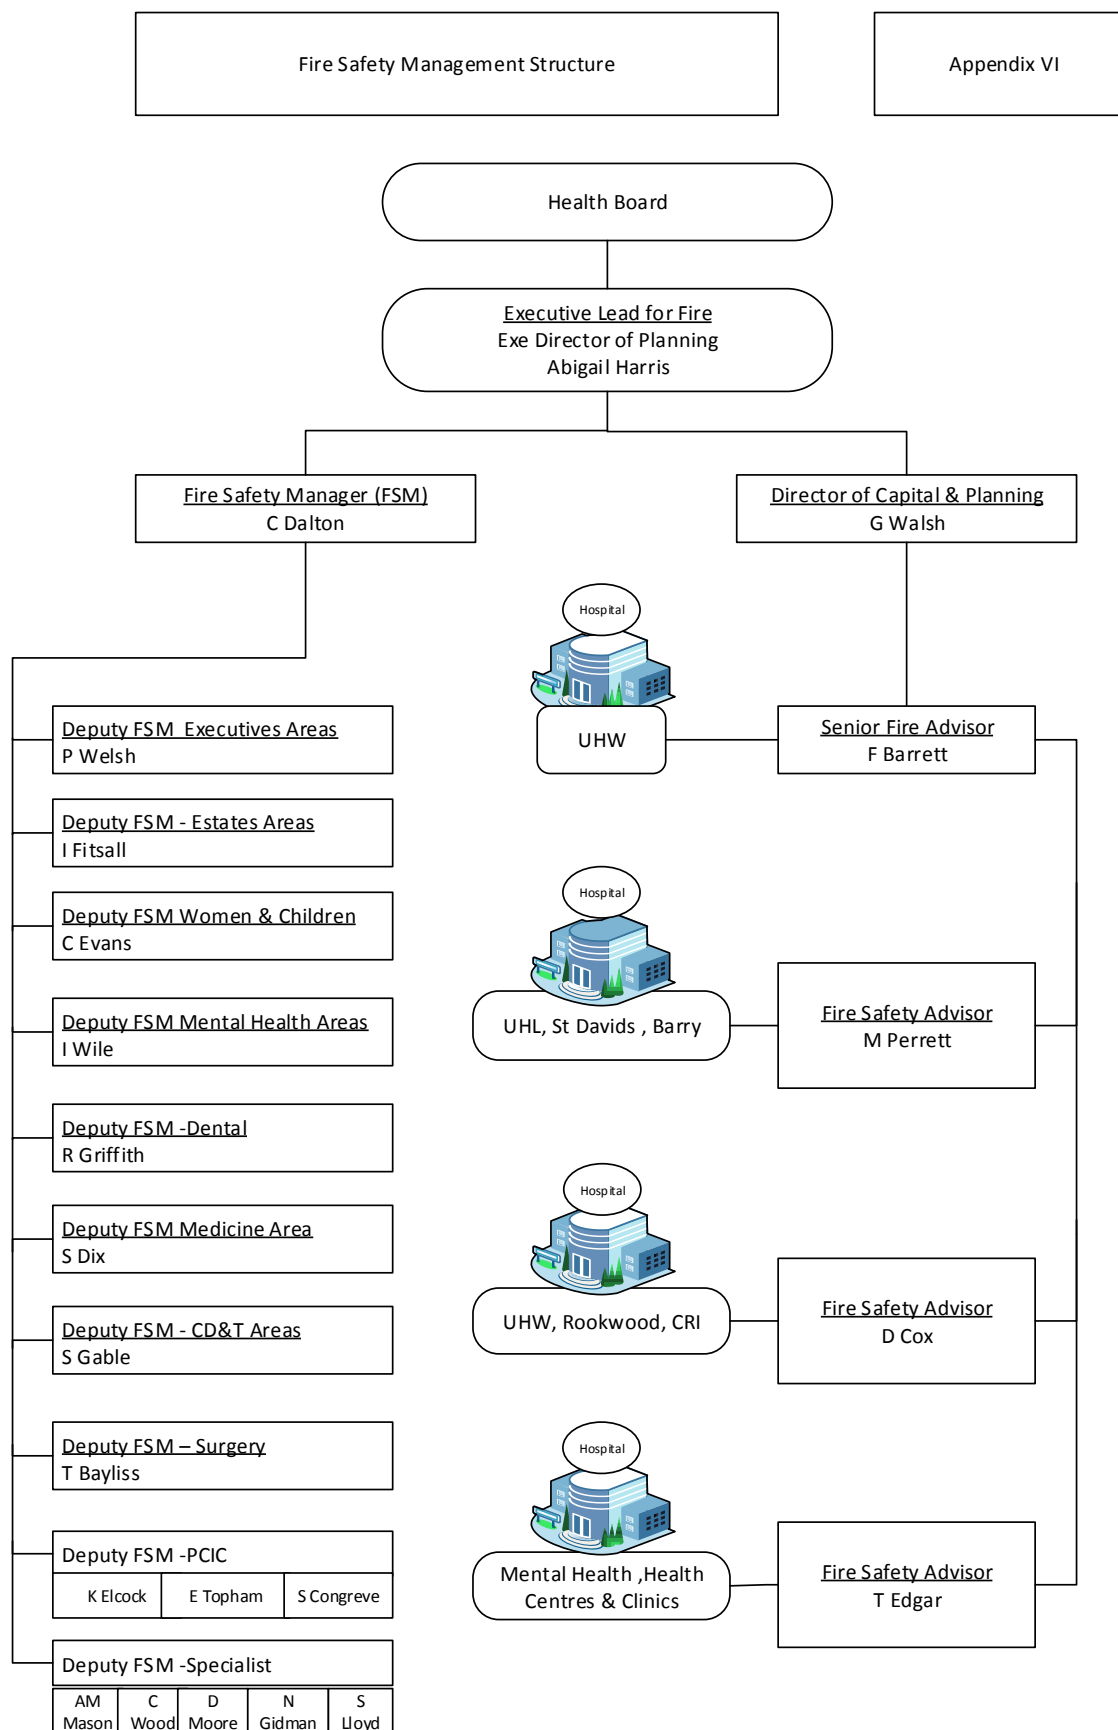 Fire Safety Management Structure
Appendix VI
Health Board
Executive Lead for Fire
Exe Director of Planning
Abigail Harris
Fire Safety Manager (FSM)
C Dalton
Director of Capital & Planning
G Walsh
Deputy FSM  Executives Areas
P Welsh
Deputy FSM - Estates Areas
I Fitsall
Deputy FSM Women & Children
C Evans
Deputy FSM Mental Health Areas
I Wile
Deputy FSM -Dental
R Griffith
Deputy FSM Medicine Area
S Dix
Deputy FSM - CD&T Areas
S Gable
Deputy FSM – Surgery
T Bayliss
Deputy FSM -PCIC
K Elcock
E Topham
S Congreve
Deputy FSM -Specialist
AM
Mason
C
Wood
D
Moore
N
Gidman
S
Lloyd
Hospital
UHW
Senior Fire Advisor
F Barrett
Hospital
UHL, St Davids , Barry
Fire Safety Advisor
M Perrett
Hospital
UHW, Rookwood, CRI
Fire Safety Advisor
D Cox
Hospital
Mental Health ,Health
Centres & Clinics
Fire Safety Advisor
T Edgar